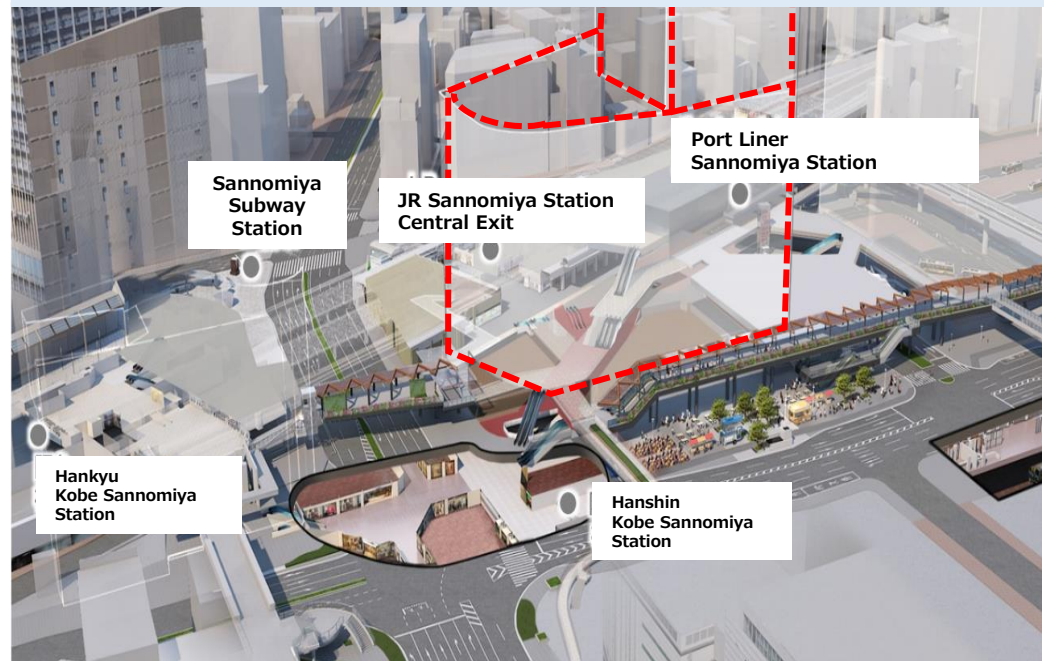 Port Liner
Sannomiya Station
Sannomiya
Subway
Station
JR Sannomiya Station
Central Exit
Hankyu
Kobe Sannomiya
Station
Hanshin
Kobe Sannomiya
Station